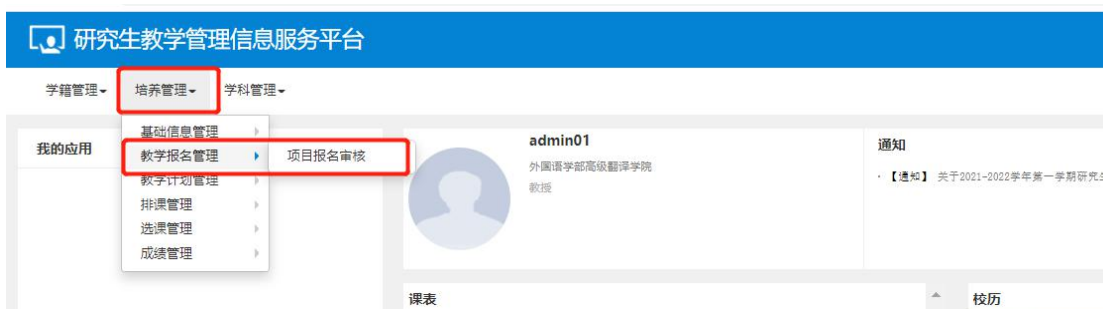 研究生教学管理信息服务平台
学籍管理 培养管理 学科管理
我的应用
基础信息管理
教学报名管理 项目报名审核
教学计划管理
排课管理
选课管理
成绩管理
admin01
外国语学部高级翻译学院
教授
通知
·【通知】 关于2021-2022学年第一学期研究
课表
校历